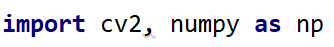 import cv2, numpy as np